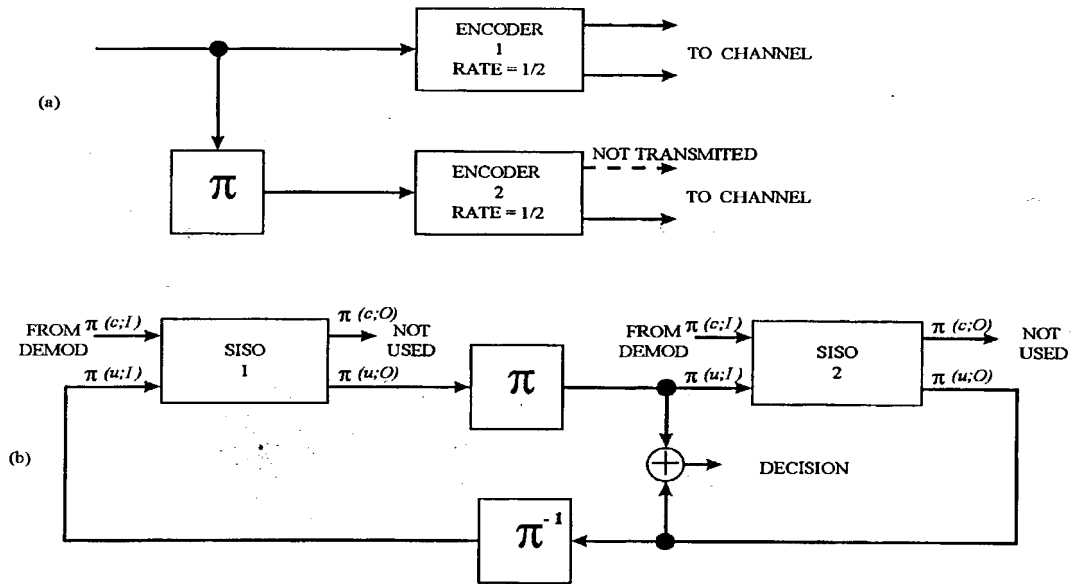 (a)
ENCODER
1
RATE = 1/2
TO CHANNEL
π
ENCODER
2
RATE = 1/2
NOT TRANSMITED
TO CHANNEL
(b)
FROM
DEMOD
π (c;I)
π (u;I)
SISO
1
π (c;O)
NOT
USED
π (u;O)
π
FROM
DEMOD
π (c;I)
π (u;I)
SISO
2
π (c;O)
NOT
USED
π (u;O)
+
DECISION
π⁻¹